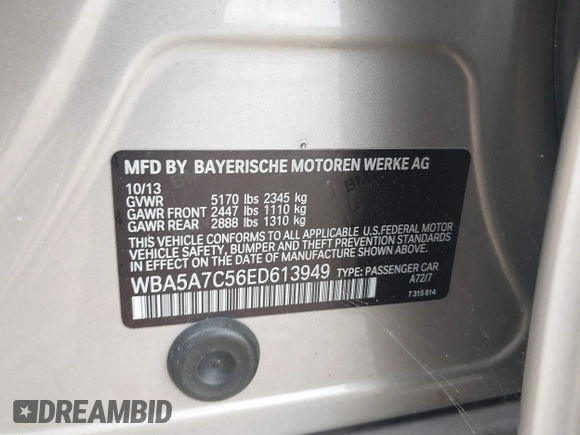 MFD BY BAYERISCHE MOTOREN WERKE AG
10/13
GVWR 5170 lbs 2345 kg
GAWR FRONT 2447 lbs 1110 kg
GAWR REAR 2888 lbs 1310 kg
THIS VEHICLE CONFORMS TO ALL APPLICABLE U.S.FEDERAL MOTOR
VEHICLE SAFETY, BUMPER, AND THEFT PREVENTION
STANDARDS IN EFFECT ON THE DATE OF MANUFACTURE SHOWN ABOVE.
WBA5A7C56ED613949 TYPE: PASSENGER CAR
A72/7
7 315 814
DREAMBID